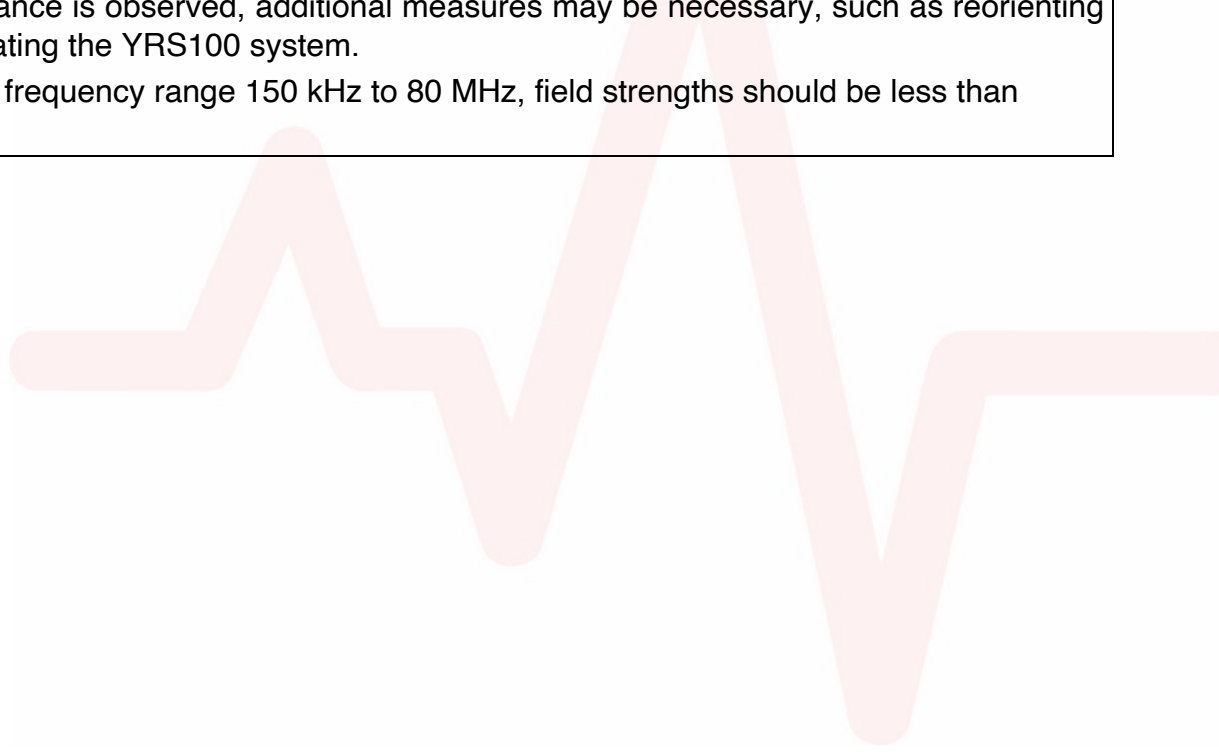 ance is observed, additional measures may be necessary, such as reorienting
ating the YRS100 system.
frequency range 150 kHz to 80 MHz, field strengths should be less than